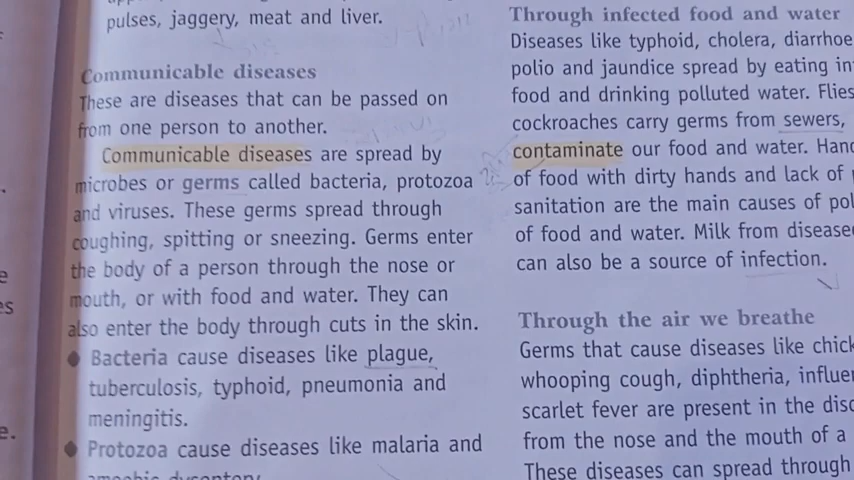 pulses, jaggery, meat and liver.
Communicable diseases
These are diseases that can be passed on
from one person to another.
Communicable diseases are spread by
microbes or germs called bacteria, protozoa
and viruses. These germs spread through
coughing, spitting or sneezing. Germs enter
the body of a person through the nose or
mouth, or with food and water. They can
also enter the body through cuts in the skin.
Bacteria cause diseases like plague,
tuberculosis, typhoid, pneumonia and
meningitis.
Protozoa cause diseases like malaria and
Through infected food and water
Diseases like typhoid, cholera,
polio and jaundice spread by eating
food and drinking polluted water. Flies
cockroaches carry germs from sewers,
contaminate our food and water.
of food with dirty hands and lack of
sanitation are the main causes of
of food and water. Milk from
can also be a source of infection.
Through the air we breathe
Germs that cause diseases like
whooping cough, diphtheria,
scarlet fever are present in the
from the nose and the mouth of a
These diseases can spread through